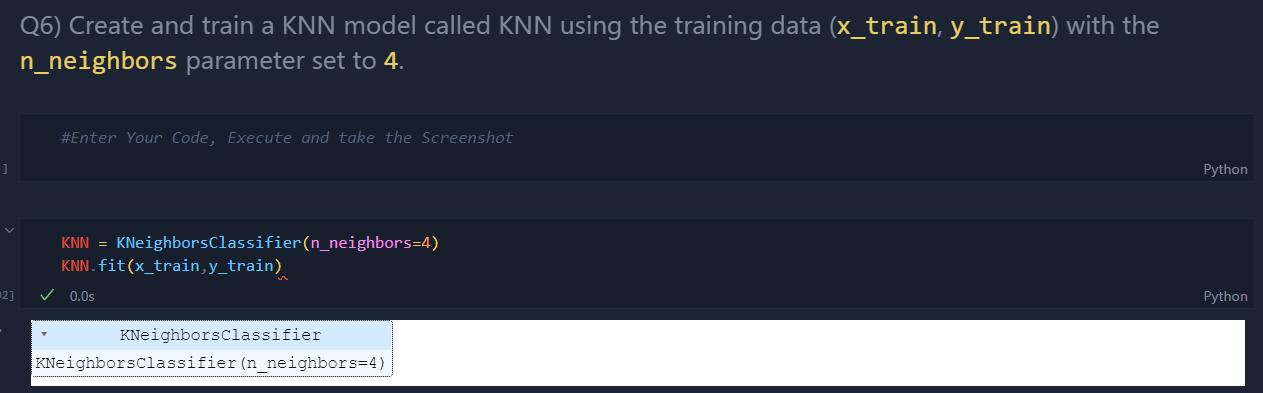 Q6) Create and train a KNN model called KNN using the training data (x_train, y_train) with the
n_neighbors parameter set to 4.
#Enter Your Code, Execute and take the Screenshot
]
Python
KNN = KNeighborsClassifier(n_neighbors=4)
KNN.fit(x_train,y_train)
2]
0.0s
Python
KNeighborsClassifier
KNeighborsClassifier(n_neighbors=4)